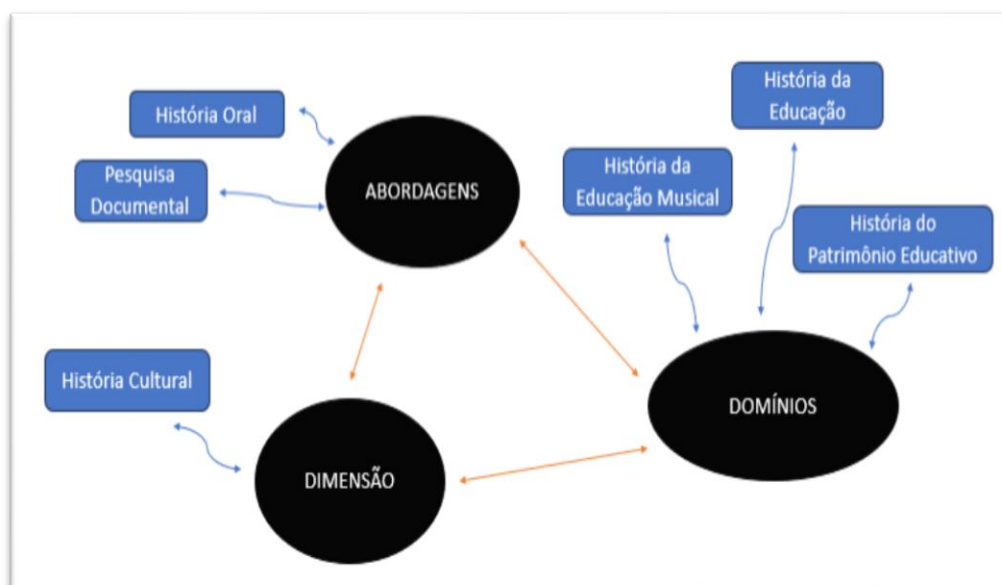 História Oral
Pesquisa
Documental
ABORDAGENS
História da
Educação
História da
Educação Musical
História do
Patrimônio Educativo
História Cultural
DIMENSÃO
DOMÍNIOS